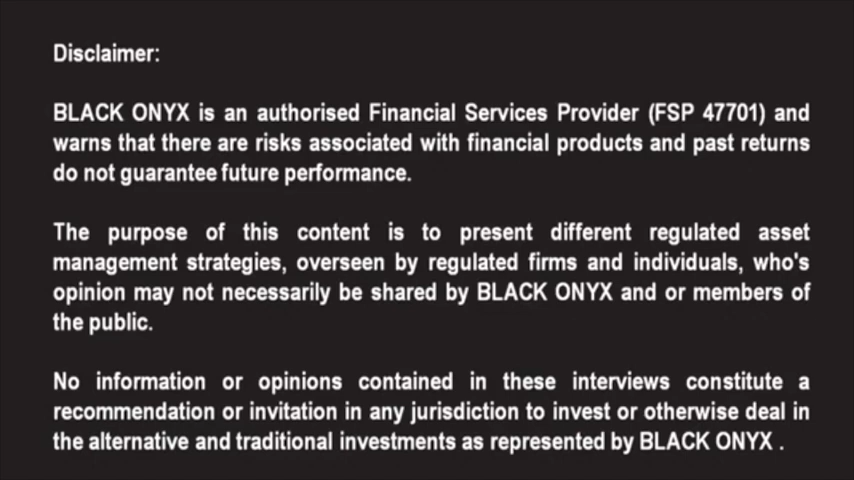 Disclaimer:
BLACK ONYX is an authorised Financial Services Provider (FSP 47701) and
warns that there are risks associated with financial products and past returns
do not guarantee future performance.
The purpose of this content is to present different regulated asset
management strategies, overseen by regulated firms and individuals, who's
opinion may not necessarily be shared by BLACK ONYX and or members of
the public.
No information or opinions contained in these interviews constitute a
recommendation or invitation in any jurisdiction to invest or otherwise deal in
the alternative and traditional investments as represented by BLACK ONYX .